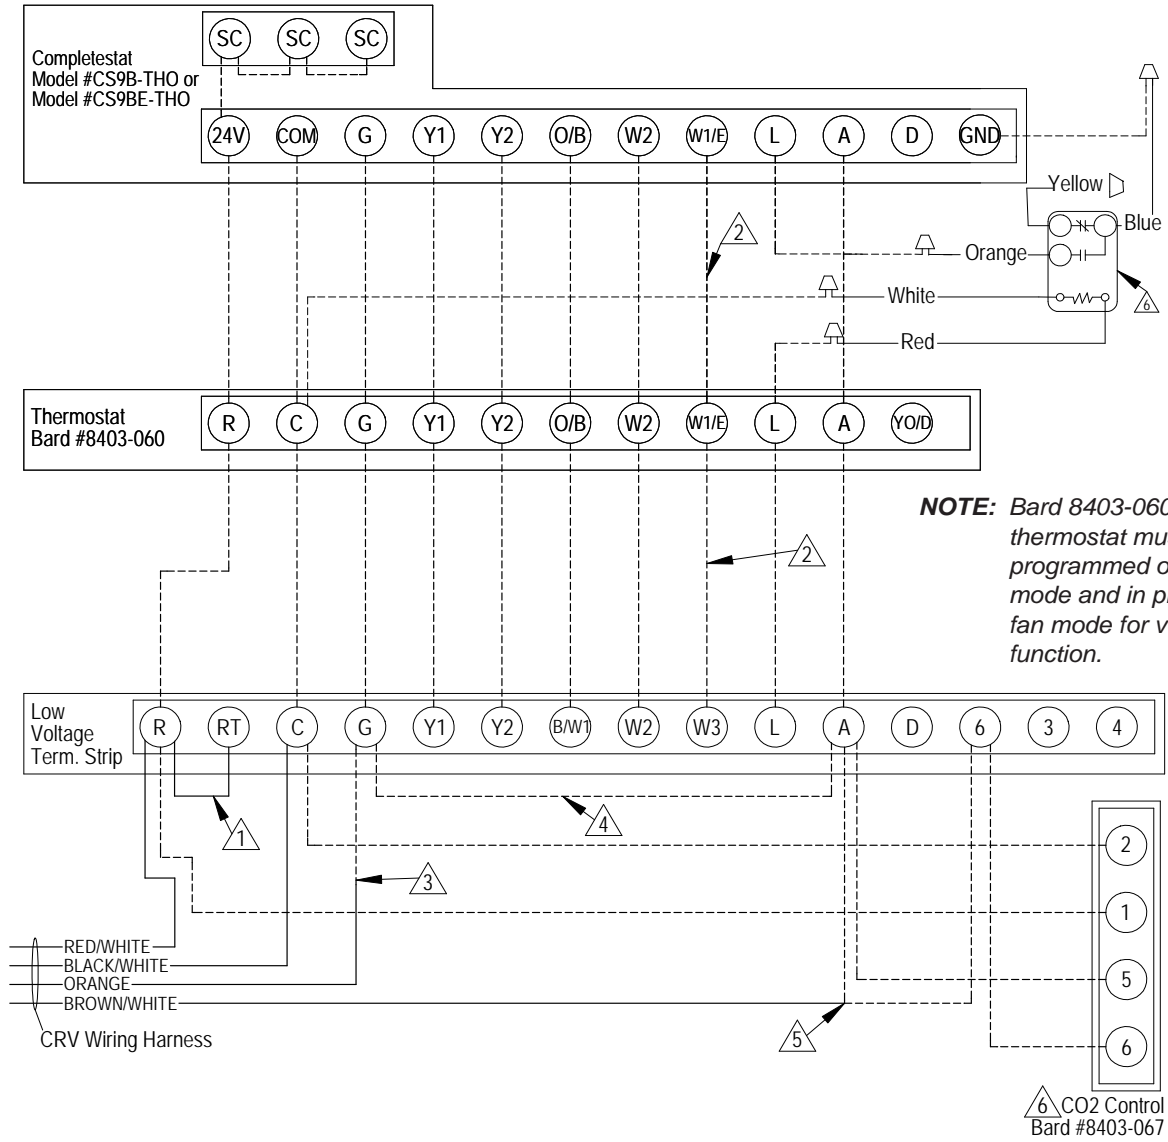 SC SC SC
Completestat
Model #CS9B-THO or
Model #CS9BE-THO
24V COM G Y1 Y2 O/B W2 W1/E L A D GND
Yellow
Blue
2
Orange
White
6
Red
Thermostat
Bard #8403-060
R C G Y1 Y2 O/B W2 W1/E L A YO/D
NOTE: Bard 8403-060
thermostat mu
programmed o
mode and in p
fan mode for v
function.
2
Low
Voltage
Term. Strip
R RT C G Y1 Y2 B/W1 W2 W3 L A D 6 3 4
1
4
2
3
1
RED/WHITE
BLACK/WHITE
ORANGE
BROWN/WHITE
5
CRV Wiring Harness
5
6
6 CO2 Control
Bard #8403-067